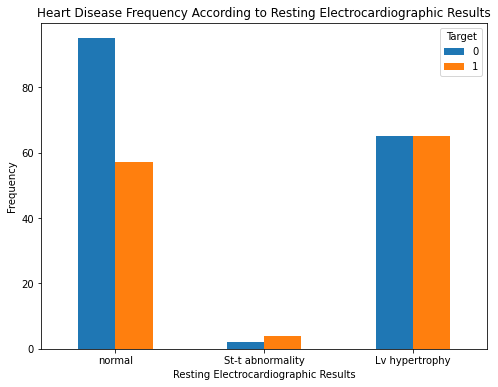 Heart Disease Frequency According to Resting Electrocardiographic Results
Target
0
1
80
60
40
20
0
Frequency
normal
St-t abnormality
Lv hypertrophy
Resting Electrocardiographic Results